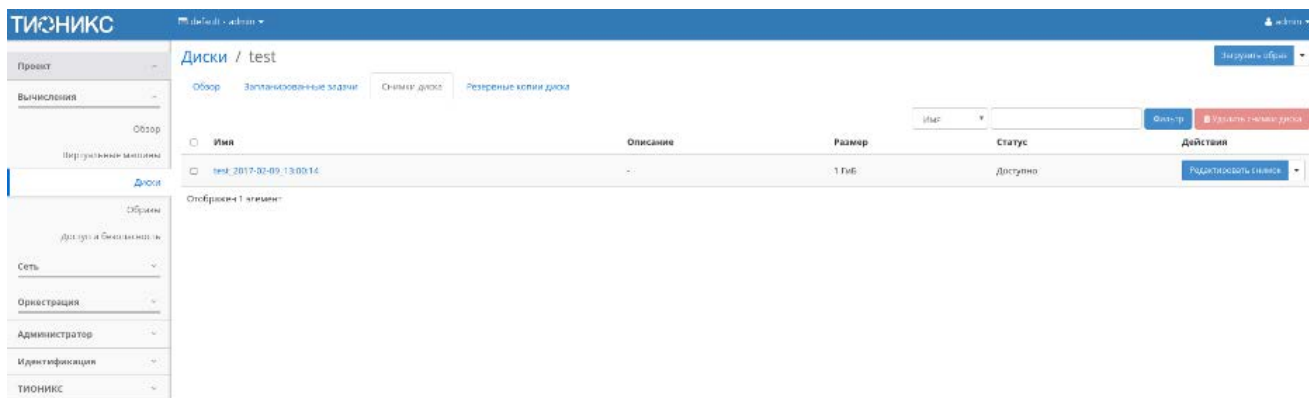 ТИОНИКС
default - admin
admin
Проект
Вычисления
Обзор
Виртуальные машины
Диски
Образы
Доступ и безопасность
Сеть
Оркестрация
Администратор
Идентификация
ТИОНИКС
Диски / test
Загрузить образ
Обзор Запланированные задачи Снимки диска Резервные копии диска
Имя Фильтр Удалить снимки диска
Имя Описание Размер Статус Действия
test_2017-02-09_13:00:14 - 1 ГиБ Доступно Редактировать снимок
Отображен 1 элемент